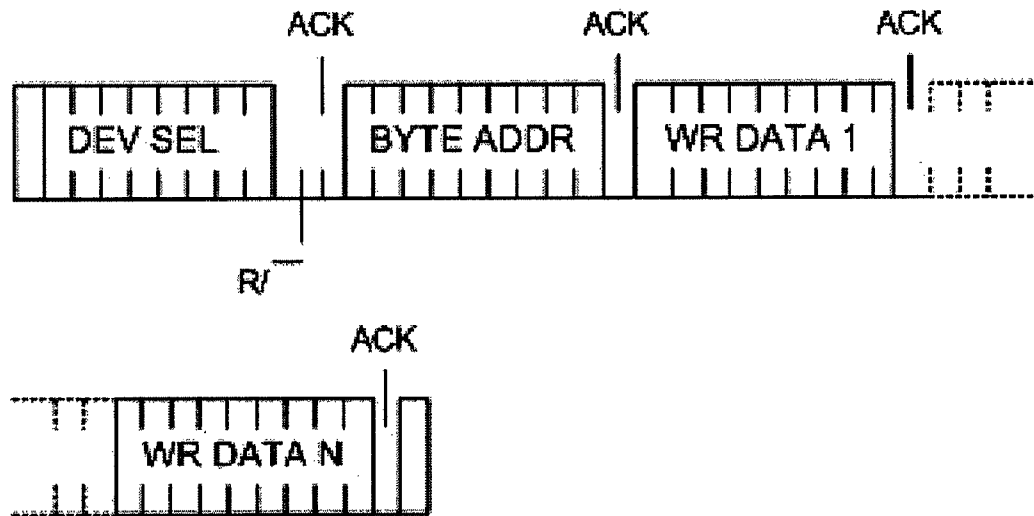 ACK ACK ACK
DEV SEL BYTE ADDR WR DATA 1
R/
ACK
WR DATA N